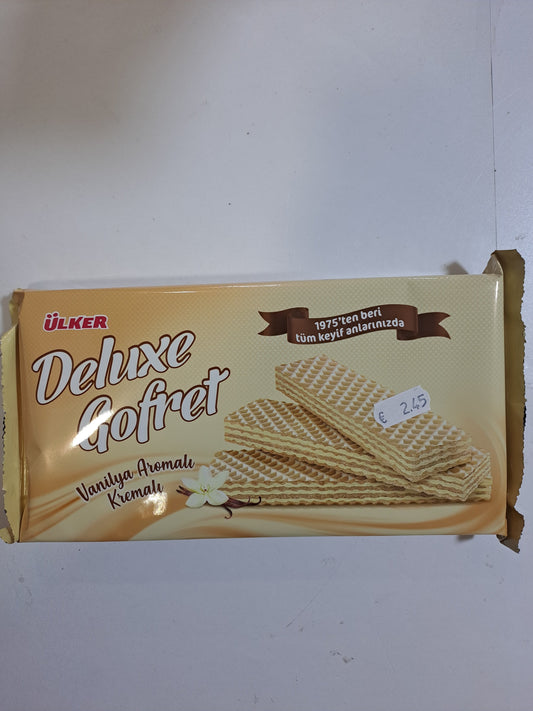 ÜLKER
1975'ten beri
tüm keyif anlarınızda
Deluxe
Gofret
Vanilya Aromalı
Kremalı
€ 2.45